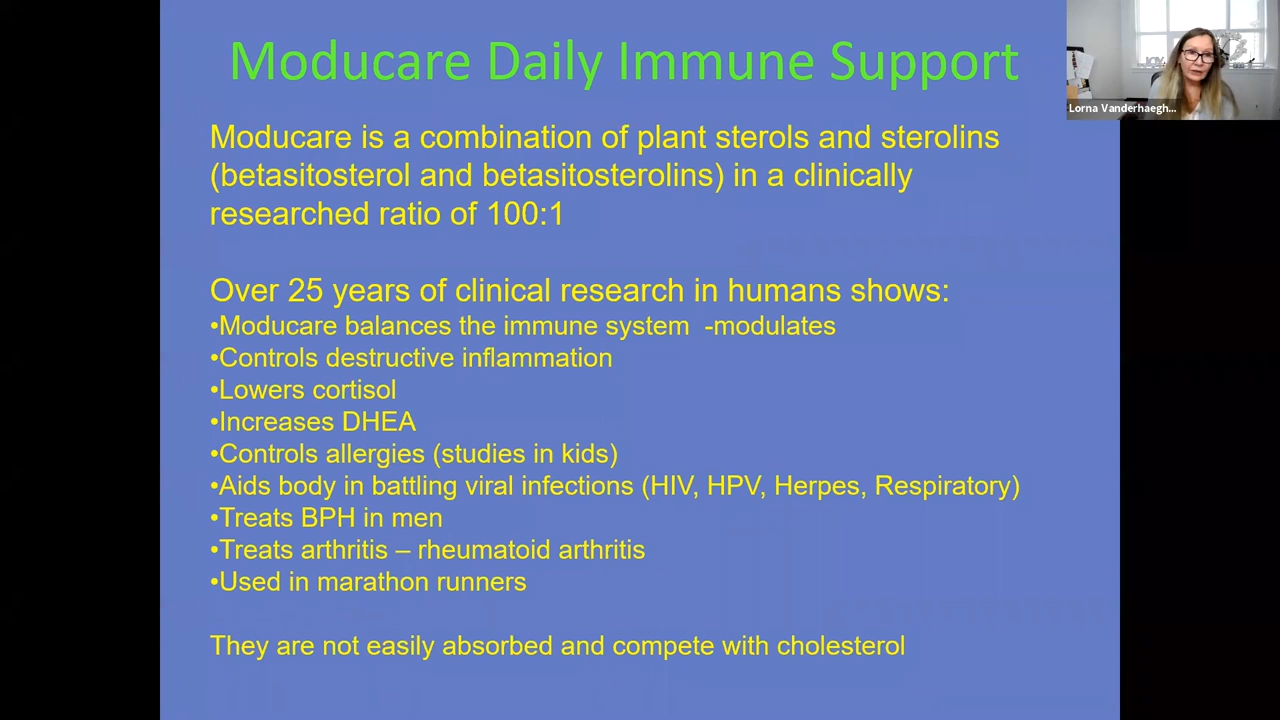 Moducare Daily Immune Support
Lorna Vanderhaegh...
Moducare is a combination of plant sterols and sterolins
(betasitosterol and betasitosterolins) in a clinically
researched ratio of 100:1
Over 25 years of clinical research in humans shows:
•Moducare balances the immune system  -modulates
•Controls destructive inflammation
•Lowers cortisol
•Increases DHEA
•Controls allergies (studies in kids)
•Aids body in battling viral infections (HIV, HPV, Herpes, Respiratory)
•Treats BPH in men
•Treats arthritis – rheumatoid arthritis
•Used in marathon runners
They are not easily absorbed and compete with cholesterol